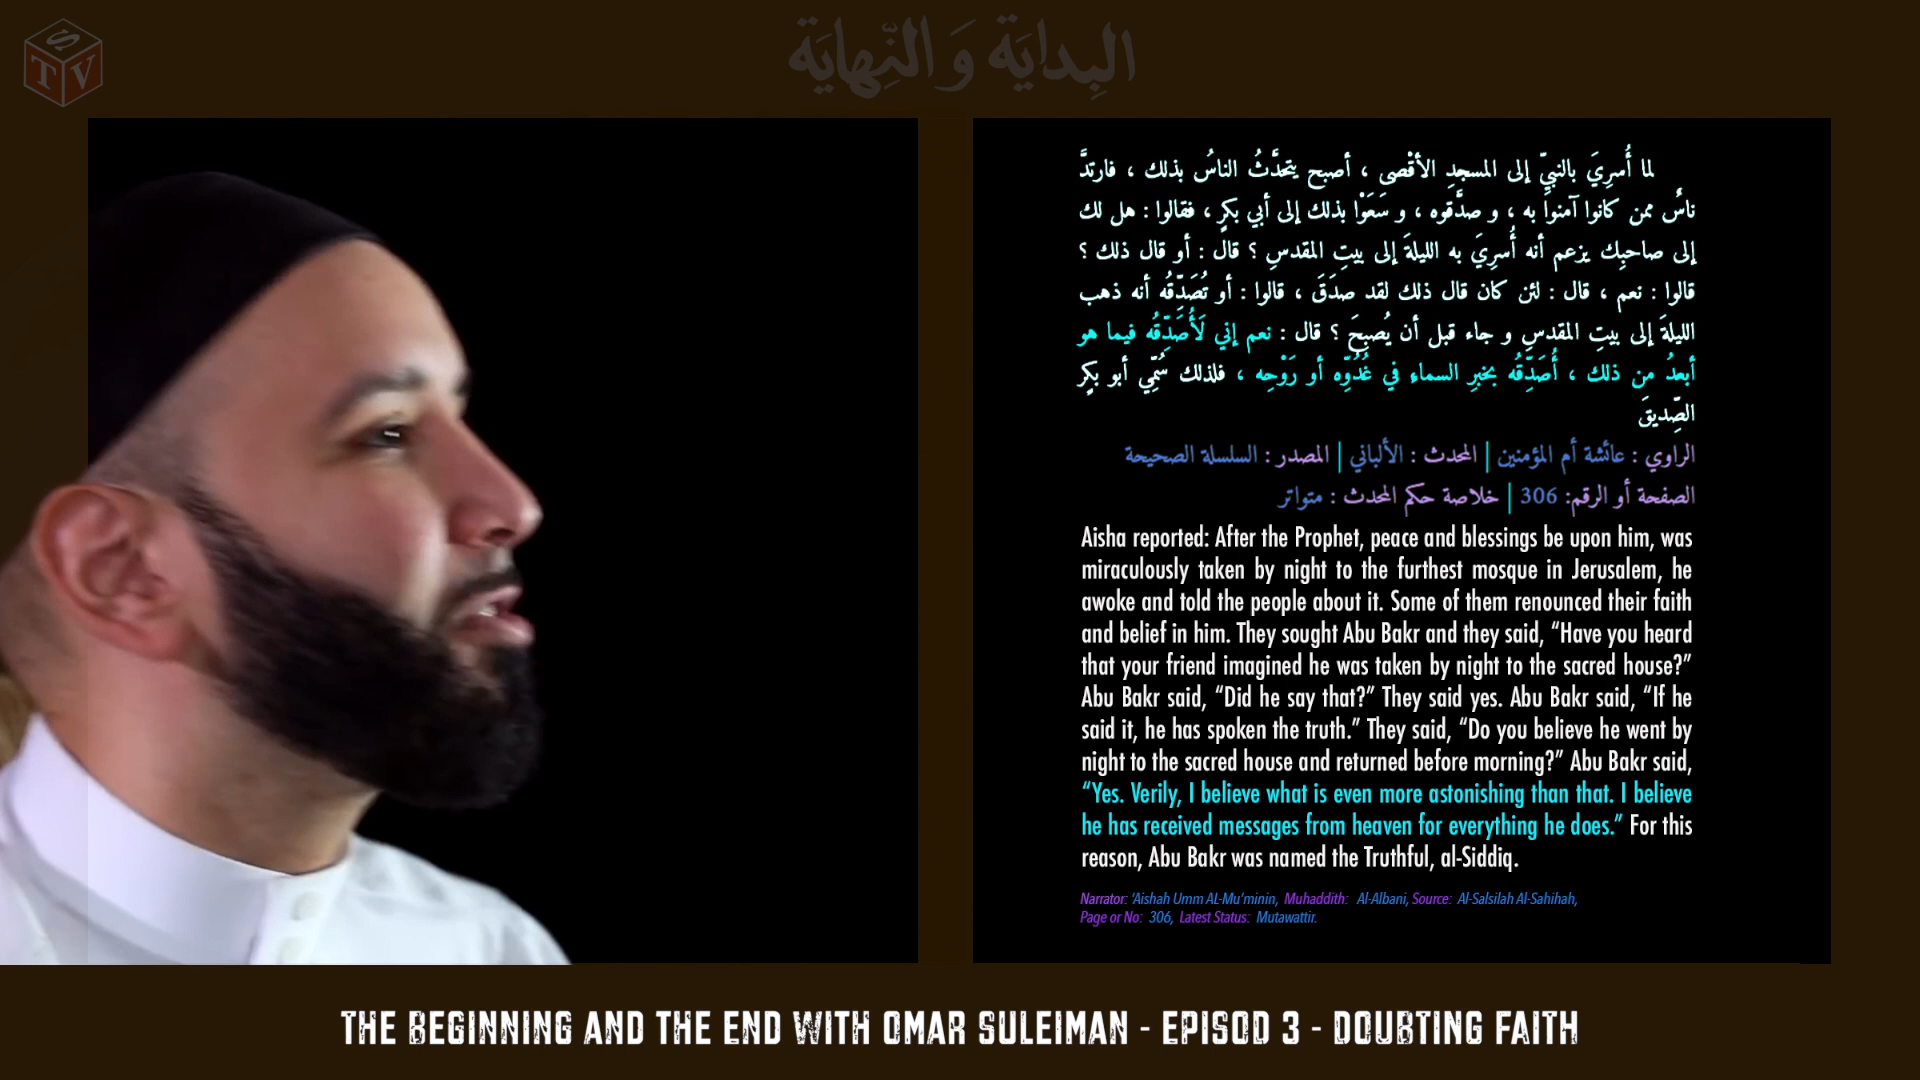 S
T V
البِدايَة وَالنِّهايَة
لما أُسرِيَ بالنبيِّ إلى المسجدِ الأقْصى ، أصبح يتحدَّثُ الناسُ بذلك ، فارتدَّ
ناسٌ ممن كانوا آمنوا به ، و صدَّقوه ، و سَعَوْا بذلك إلى أبي بكرٍ ، فقالوا : هل لك
إلى صاحبِك يزعم أنه أُسرِيَ به الليلةَ إلى بيتِ المقدسِ ؟ قال : أو قال ذلك ؟
قالوا : نعم ، قال : لئن كان قال ذلك لقد صدَقَ ، قالوا : أو تُصَدِّقُه أنه ذهب
الليلةَ إلى بيتِ المقدسِ و جاء قبل أن يُصبِحَ ؟ قال : نعم إني لَأُصَدِّقُه فيما هو
أبعدُ من ذلك ، أُصَدِّقُه بخبرِ السماءِ في غُدُوِّه أو رَوْحِه ، فلذلك سُمِّي أبو بكرٍ
الصِّديقَ
الراوي : عائشة أم المؤمنين | المحدث : الألباني | المصدر : السلسلة الصحيحة
الصفحة أو الرقم: 306 | خلاصة حكم المحدث : متواتر
Aisha reported: After the Prophet, peace and blessings be upon him, was
miraculously taken by night to the furthest mosque in Jerusalem, he
awoke and told the people about it. Some of them renounced their faith
and belief in him. They sought Abu Bakr and they said, “Have you heard
that your friend imagined he was taken by night to the sacred house?”
Abu Bakr said, “Did he say that?” They said yes. Abu Bakr said, “If he
said it, he has spoken the truth.” They said, “Do you believe he went by
night to the sacred house and returned before morning?” Abu Bakr said,
“Yes. Verily, I believe what is even more astonishing than that. I believe
he has received messages from heaven for everything he does.” For this
reason, Abu Bakr was named the Truthful, al-Siddiq.
Narrator: 'Aishah Umm AL-Mu'minin, Muhaddith: Al-Albani, Source: Al-Salsilah Al-Sahihah,
Page or No: 306, Latest Status: Mutawattir.
THE BEGINNING AND THE END WITH OMAR SULEIMAN - EPISOD 3 - DOUBTING FAITH